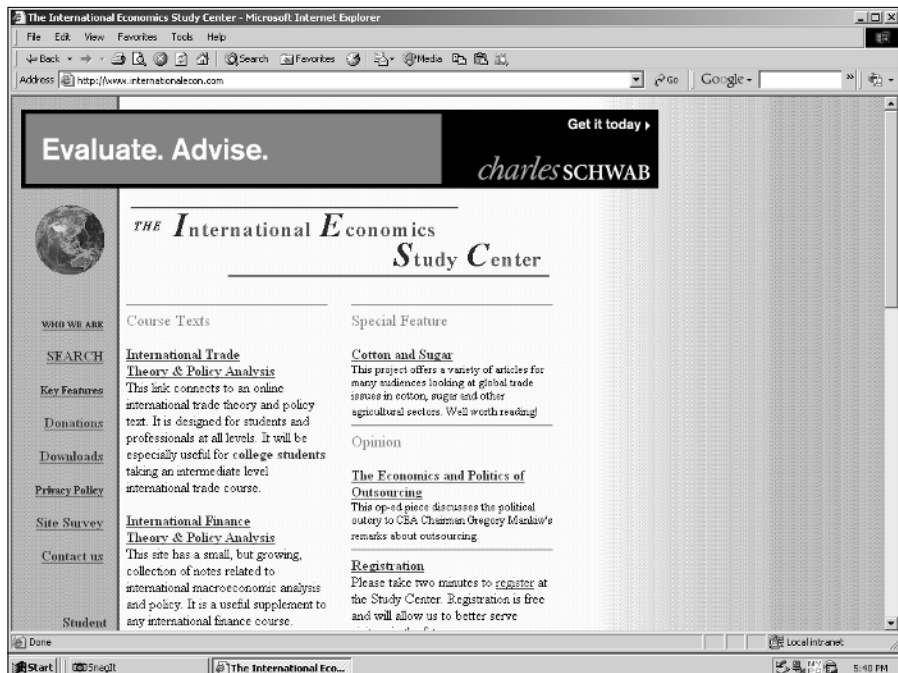 The International Economics Study Center - Microsoft Internet Explorer
File Edit View Favorites Tools Help
Back Search Favorites Media
Address http://www.internationalecon.com Go Google
Evaluate. Advise.
Get it today
charles SCHWAB
THE International Economics
Study Center
WHO WE ARE
SEARCH
Key Features
Donations
Downloads
Privacy Policy
Site Survey
Contact us
Student
Course Texts
International Trade
Theory & Policy Analysis
This link connects to an online
international trade theory and policy
text. It is designed for students and
professionals at all levels. It will be
especially useful for college students
taking an intermediate level
international trade course.
International Finance
Theory & Policy Analysis
This site has a small, but growing,
collection of notes related to
international macroeconomic analysis
and policy. It is a useful supplement to
any international finance course.
Special Feature
Cotton and Sugar
This project offers a variety of articles for
many audiences looking at global trade
issues in cotton, sugar and other
agricultural sectors. Well worth reading!
Opinion
The Economics and Politics of
Outsourcing
This op-ed piece discusses the political
outcry to CEA Chairman Gregory Mankiw's
remarks about outsourcing.
Registration
Please take two minutes to register at
the Study Center. Registration is free
and will allow us to better serve
Done
Local intranet
Start SnagIt The International Eco... 5:40 PM